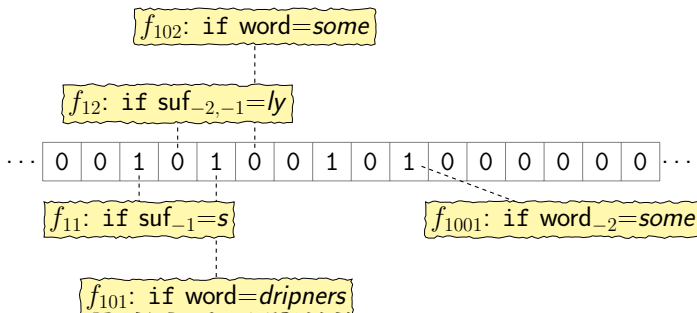 f102: if word=some
f12: if suf−2,−1=ly
··· 0 0 1 0 1 0 0 1 0 1 0 0 0 0 0 0 ···
f11: if suf−1=s
f1001: if word−2=some
f101: if word=dripners